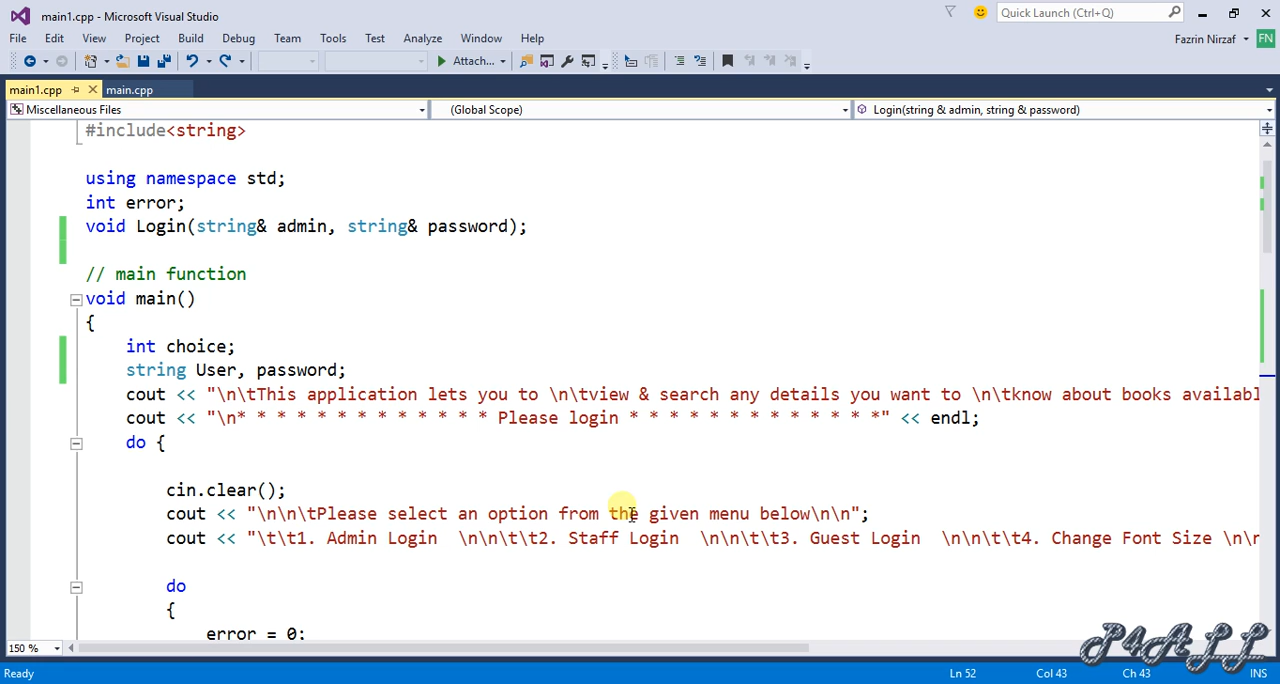 main1.cpp - Microsoft Visual Studio
Quick Launch (Ctrl+Q)
File Edit View Project Build Debug Team Tools Test Analyze Window Help
Fazrin Nirzaf FN
Attach...
main1.cpp main.cpp
Miscellaneous Files (Global Scope) Login(string & admin, string & password)
#include<string>
using namespace std;
int error;
void Login(string& admin, string& password);
// main function
void main()
{
int choice;
string User, password;
cout << "\n\tThis application lets you to \n\tview & search any details you want to \n\tknow about books availabl
cout << "\n* * * * * * * * * * * * * Please login * * * * * * * * * * * * *" << endl;
do {
cin.clear();
cout << "\n\n\tPlease select an option from the given menu below\n\n";
cout << "\t\t1. Admin Login  \n\n\t\t2. Staff Login  \n\n\t\t3. Guest Login  \n\n\t\t4. Change Font Size \n\n
do
{
error = 0;
150 %
P4ALL
Ready Ln 52 Col 43 Ch 43 INS